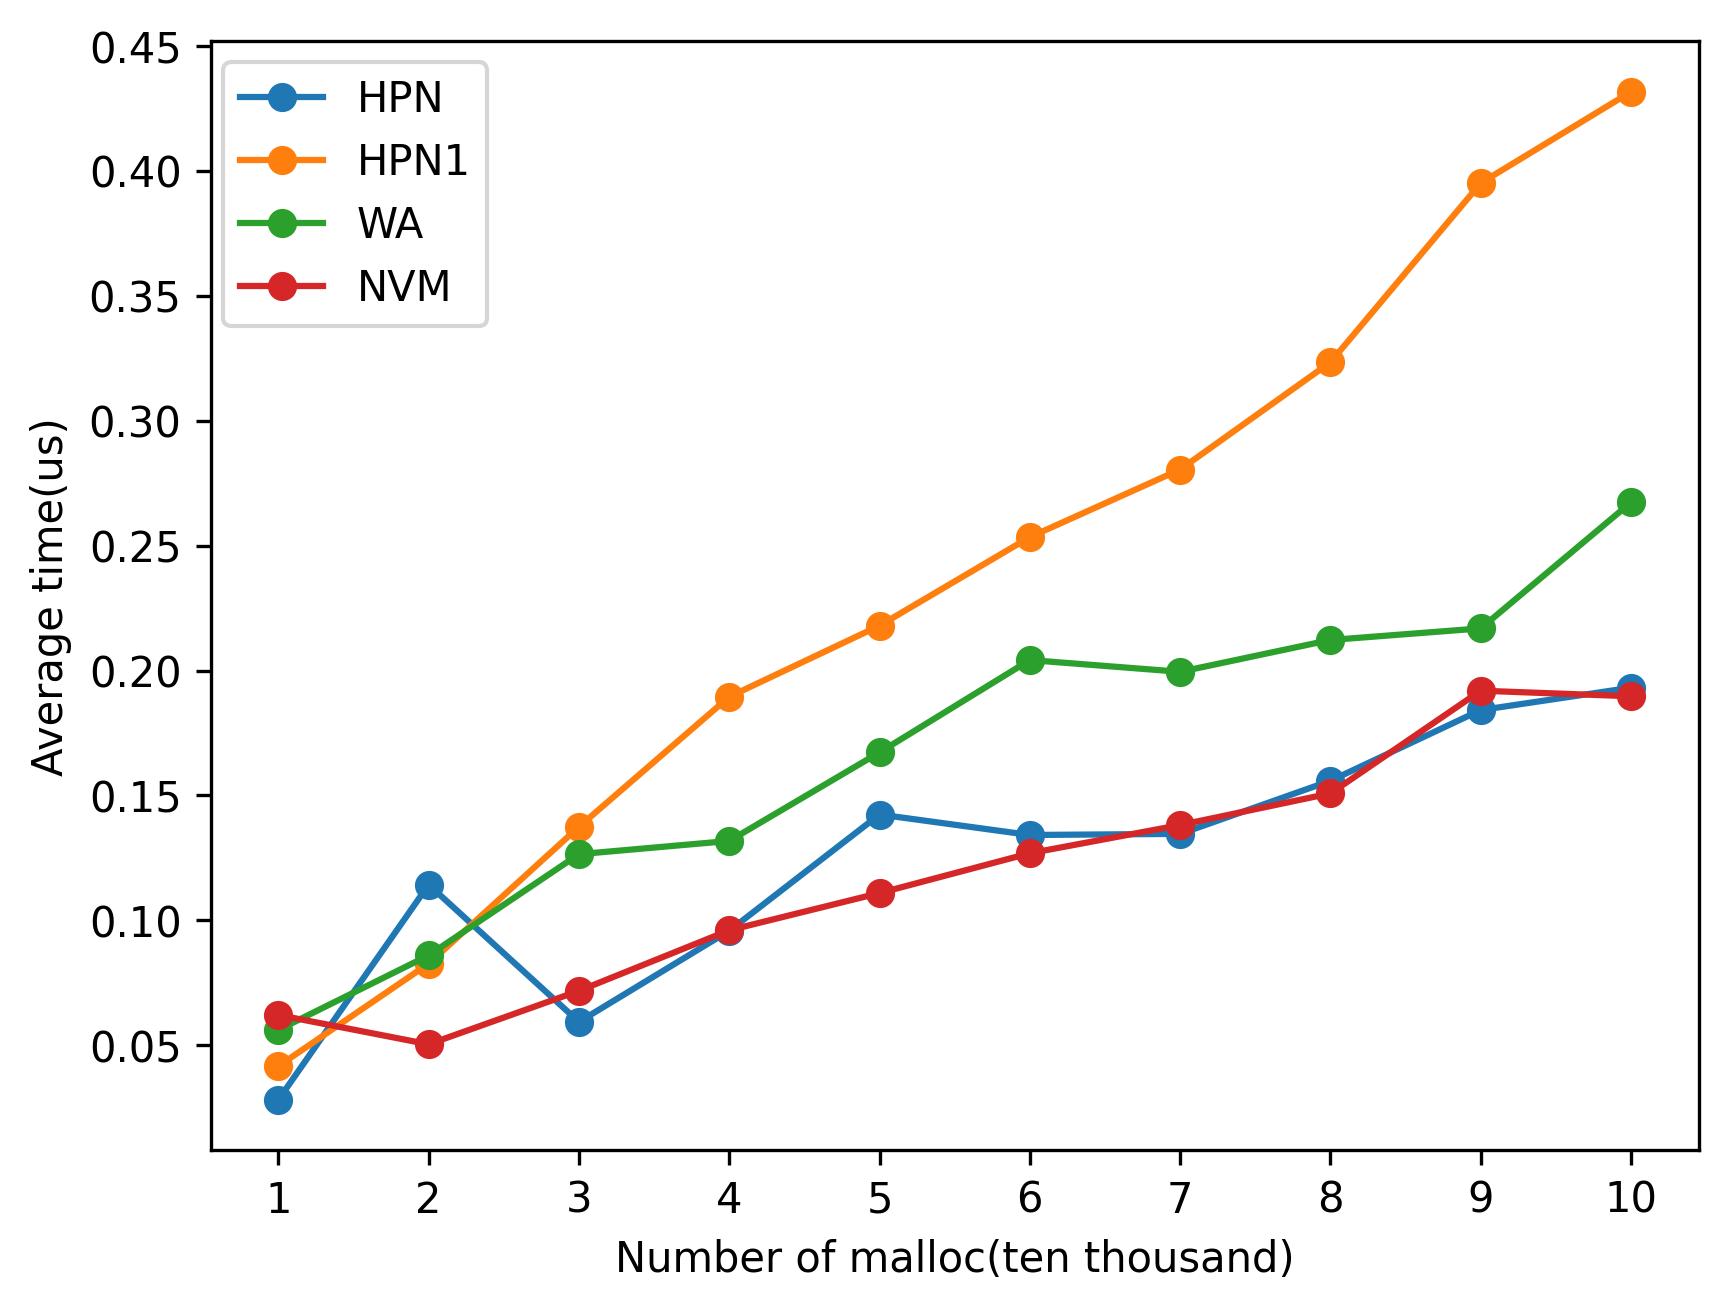 0.45
0.40
0.35
0.30
0.25
0.20
0.15
0.10
0.05
Average time(us)
HPN
HPN1
WA
NVM
1 2 3 4 5 6 7 8 9 10
Number of malloc(ten thousand)